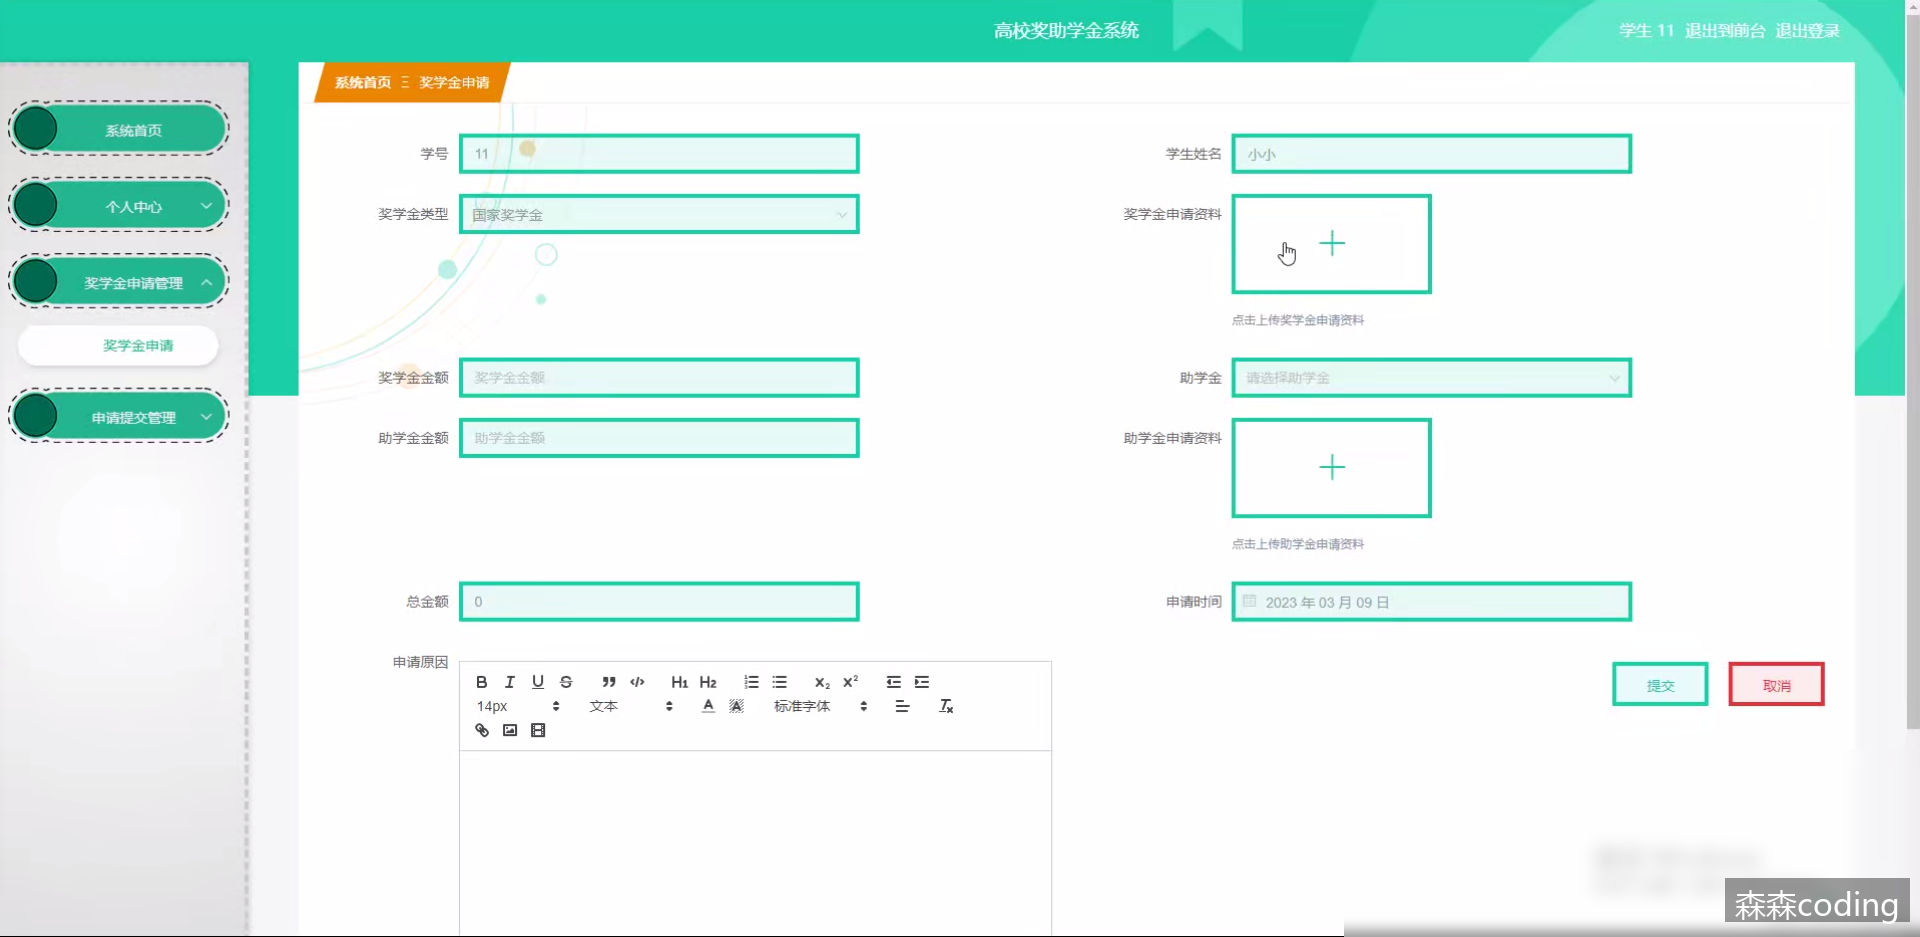 高校奖助学金系统
学生 11 退出到前台 退出登录
系统首页 奖学金申请
系统首页
个人中心
奖学金申请管理
奖学金申请
申请提交管理
学号 11
学生姓名 小小
奖学金类型 国家奖学金
奖学金申请资料
点击上传奖学金申请资料
奖学金金额 奖学金金额
助学金 请选择助学金
助学金金额 助学金金额
助学金申请资料
点击上传助学金申请资料
总金额 0
申请时间 2023 年 03 月 09 日
申请原因
B I U S H1 H2 X2 X2
14px 文本 A A 标准字体 Tx
提交 取消
森森coding